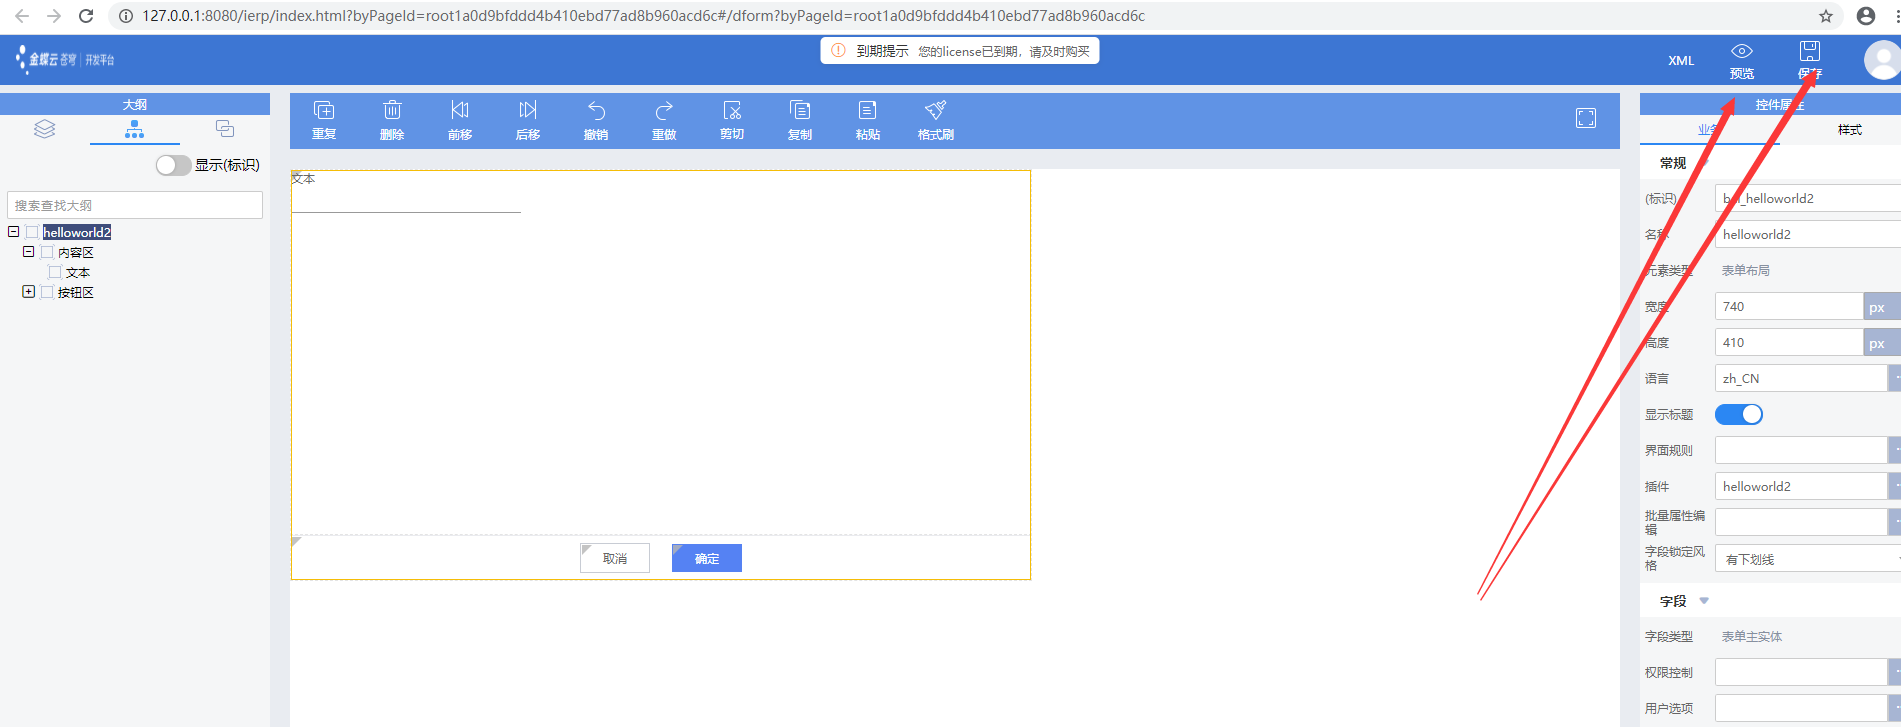 127.0.0.1:8080/ierp/index.html?byPageId=root1a0d9bfddd4b410ebd77ad8b960acd6c#/dform?byPageId=root1a0d9bfddd4b410ebd77ad8b960acd6c
金蝶云 苍穹 | 开发平台
到期提示 您的license已到期，请及时购买
XML
预览
保存
大纲
显示(标识)
搜索查找大纲
helloworld2
内容区
文本
按钮区
重复
删除
前移
后移
撤销
重做
剪切
复制
粘贴
格式刷
文本
取消
确定
控件属性
业务
样式
常规
(标识)
_helloworld2
名称
helloworld2
元素类型
表单布局
宽度
740
px
高度
410
px
语言
zh_CN
显示标题
界面规则
插件
helloworld2
批量属性编
辑
字段锁定风
格
有下划线
字段
字段类型
表单主实体
权限控制
用户选项